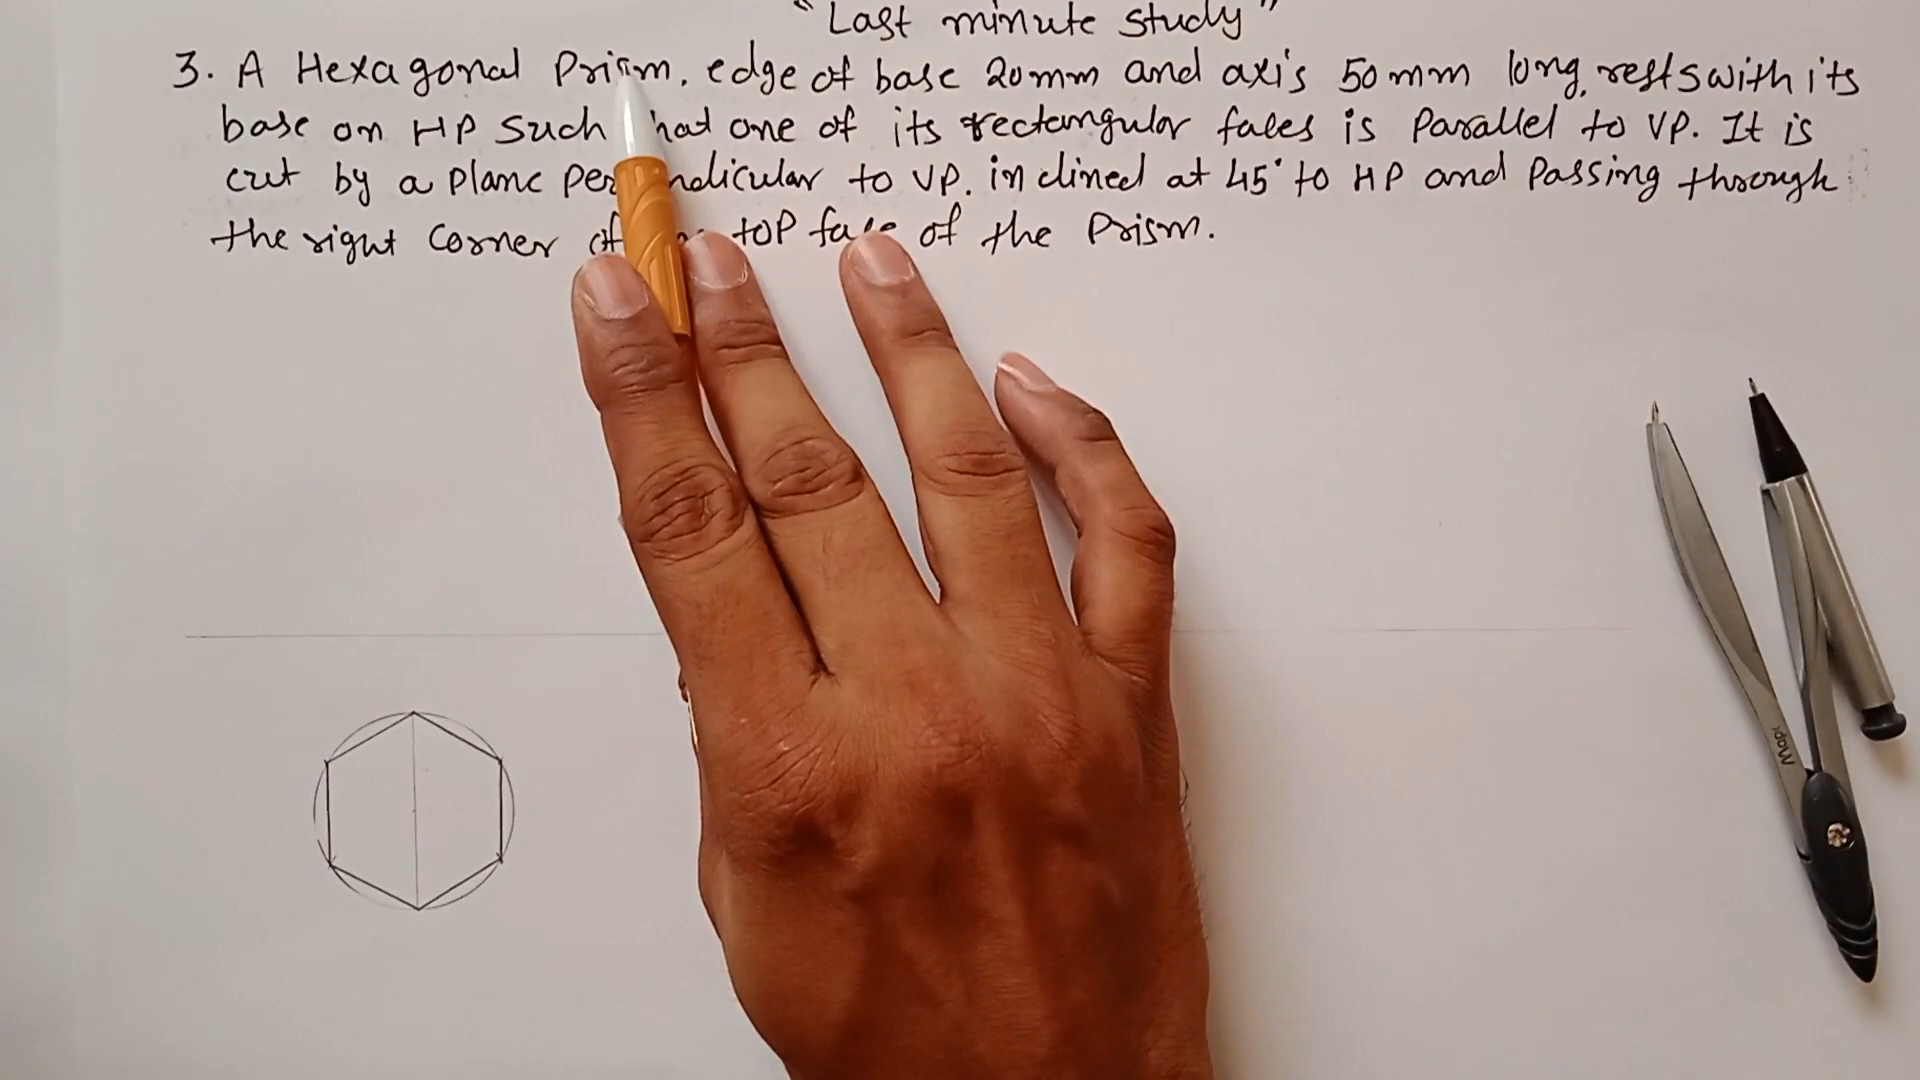 "Last minute study"
3. A Hexagonal Prism, edge of base 20mm and axis 50mm long, rests with its
base on HP such hat one of its rectangular faces is Parallel to VP. It is
cut by a plane per ndicular to VP. inclined at 45° to HP and Passing through
the right Corner of top face of the Prism.
Maped